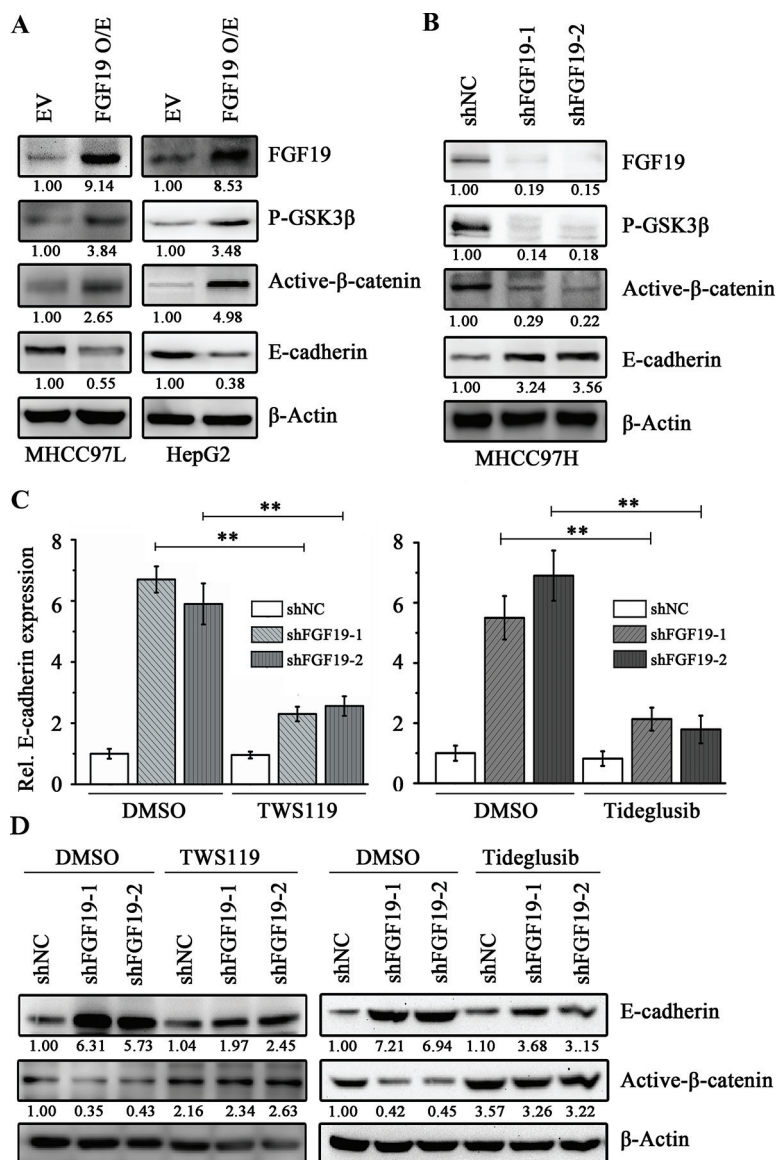 A
EV
FGF19 O/E
EV
FGF19 O/E
FGF19
1.00 9.14 1.00 8.53
P-GSK3β
1.00 3.84 1.00 3.48
Active-β-catenin
1.00 2.65 1.00 4.98
E-cadherin
1.00 0.55 1.00 0.38
β-Actin
MHCC97L HepG2
B
shNC
shFGF19-1
shFGF19-2
FGF19
1.00 0.19 0.15
P-GSK3β
1.00 0.14 0.18
Active-β-catenin
1.00 0.29 0.22
E-cadherin
1.00 3.24 3.56
β-Actin
MHCC97H
C
Rel. E-cadherin expression
8
6
4
2
0
**
**
shNC
shFGF19-1
shFGF19-2
DMSO TWS119
8
6
4
2
0
**
**
shNC
shFGF19-1
shFGF19-2
DMSO Tideglusib
D
DMSO TWS119 DMSO Tideglusib
shNC
shFGF19-1
shFGF19-2
shNC
shFGF19-1
shFGF19-2
shNC
shFGF19-1
shFGF19-2
shNC
shFGF19-1
shFGF19-2
E-cadherin
1.00 6.31 5.73 1.04 1.97 2.45 1.00 7.21 6.94 1.10 3.68 3..15
Active-β-catenin
1.00 0.35 0.43 2.16 2.34 2.63 1.00 0.42 0.45 3.57 3.26 3.22
β-Actin